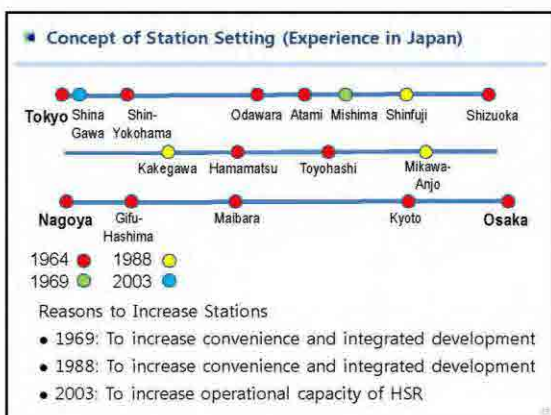 Concept of Station Setting (Experience in Japan)
Tokyo Shina Gawa Shin-Yokohama Odawara Atami Mishima Shinfuji Shizuoka
Kakegawa Hamamatsu Toyohashi Mikawa-Anjo
Nagoya Gifu-Hashima Maibara Kyoto Osaka
1964 1988
1969 2003
Reasons to Increase Stations
• 1969: To increase convenience and integrated development
• 1988: To increase convenience and integrated development
• 2003: To increase operational capacity of HSR